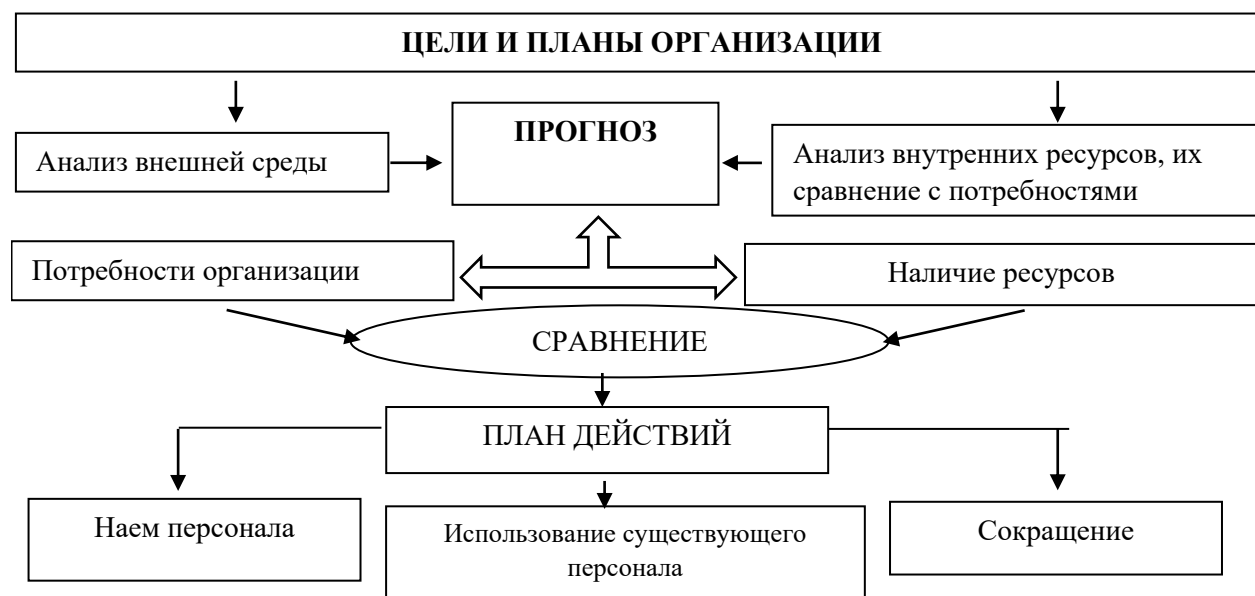 ЦЕЛИ И ПЛАНЫ ОРГАНИЗАЦИИ
ПРОГНОЗ
Анализ внешней среды
Анализ внутренних ресурсов, их
сравнение с потребностями
Потребности организации
Наличие ресурсов
СРАВНЕНИЕ
ПЛАН ДЕЙСТВИЙ
Наем персонала
Использование существующего
персонала
Сокращение